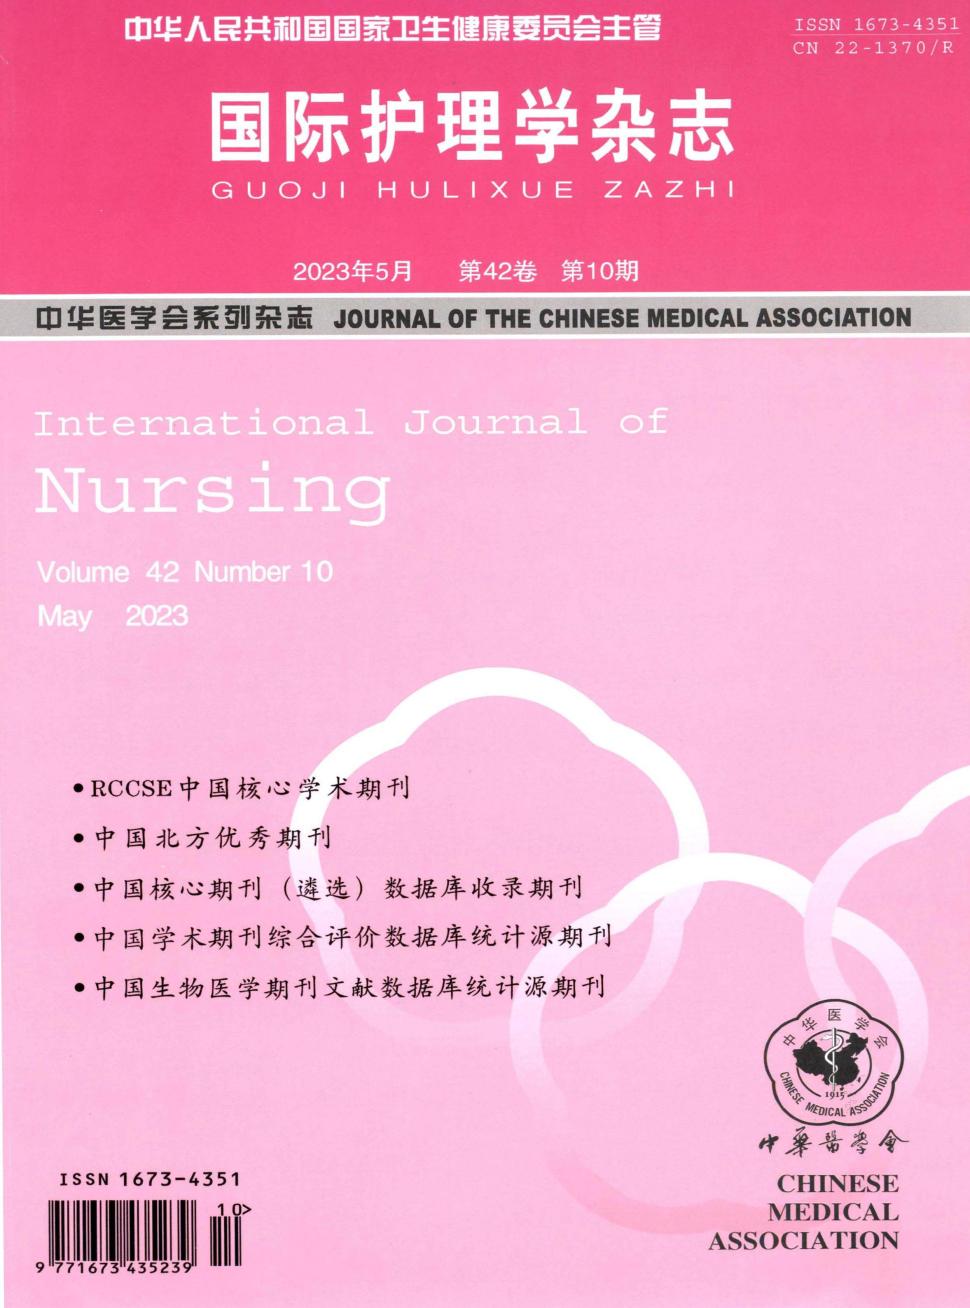 中华人民共和国国家卫生健康委员会主管
ISSN 1673-4351
CN 22-1370/R
国际护理学杂志
GUOJI HULIXUE ZAZHI
2023年5月 第42卷 第10期
中华医学会系列杂志 JOURNAL OF THE CHINESE MEDICAL ASSOCIATION
International Journal of
Nursing
Volume 42 Number 10
May 2023
•RCCSE中国核心学术期刊
•中国北方优秀期刊
•中国核心期刊（遴选）数据库收录期刊
•中国学术期刊综合评价数据库统计源期刊
•中国生物医学期刊文献数据库统计源期刊
中华医学会
1915
CHINESE MEDICAL ASSOCIATION
中華醫學會
CHINESE
MEDICAL
ASSOCIATION
ISSN 1673-4351
10>
9 771673 435239